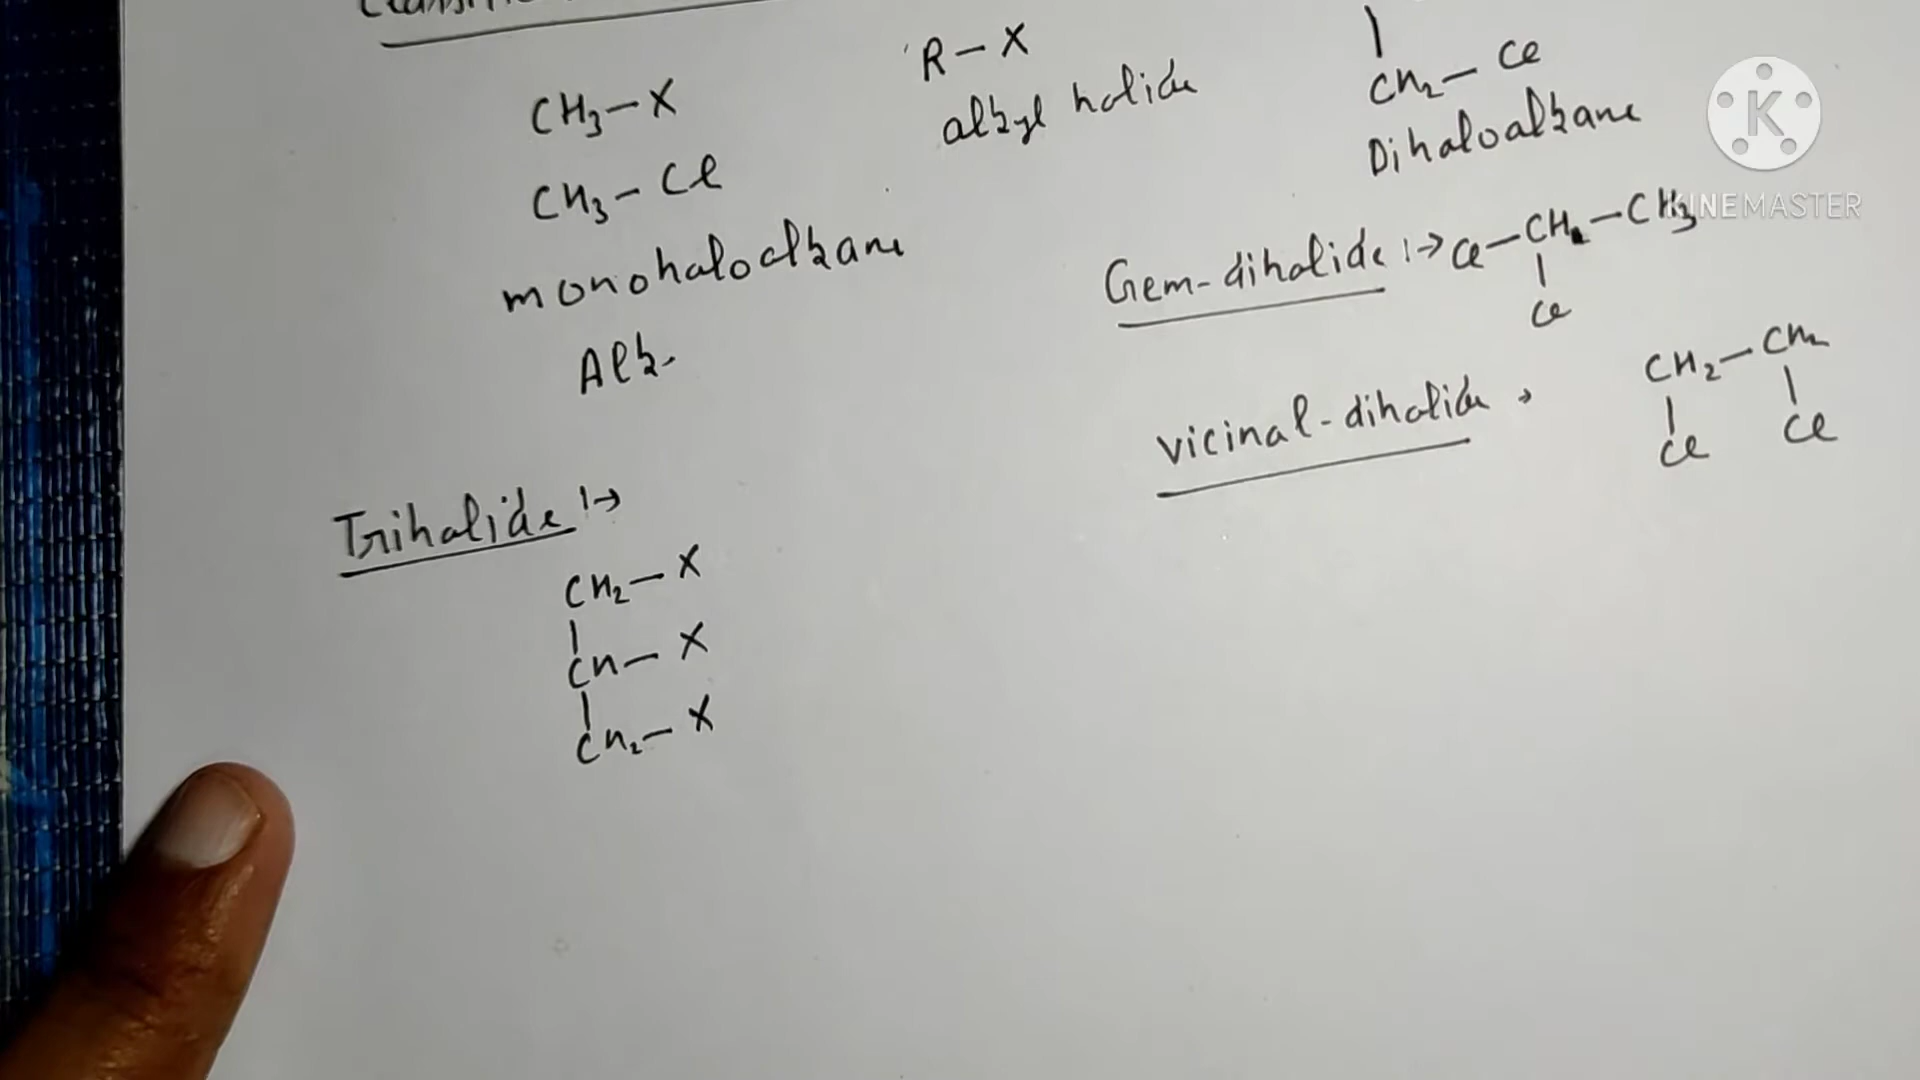 CH3-X
CH3-Cl
monohaloalkane
Alk.
R-X
alkyl halide
|
CH2-Cl
Dihaloalkane
Gem-dihalide :→ Cl-CH-CH3
|
Cl
vicinal-dihalide → CH2-CH2
| |
Cl Cl
Trihalide :→
CH2-X
|
CH-X
|
CH2-X
K
KINEMASTER